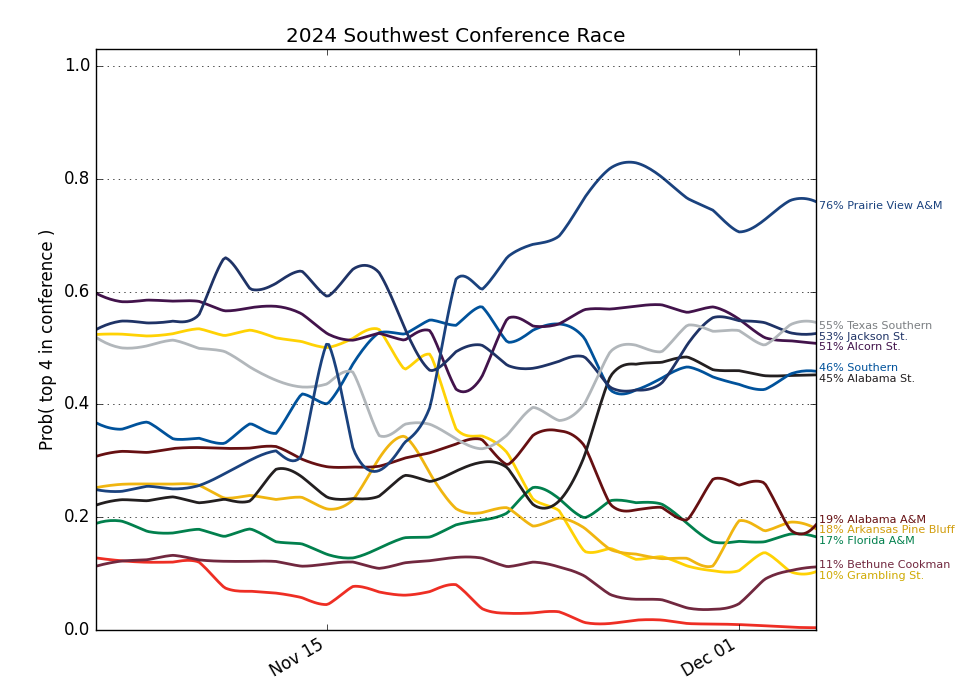 2024 Southwest Conference Race
Prob( top 4 in conference )
1.0
0.8
0.6
0.4
0.2
0.0
Nov 15
Dec 01
76% Prairie View A&M
55% Texas Southern
53% Jackson St.
51% Alcorn St.
46% Southern
45% Alabama St.
19% Alabama A&M
18% Arkansas Pine Bluff
17% Florida A&M
11% Bethune Cookman
10% Grambling St.